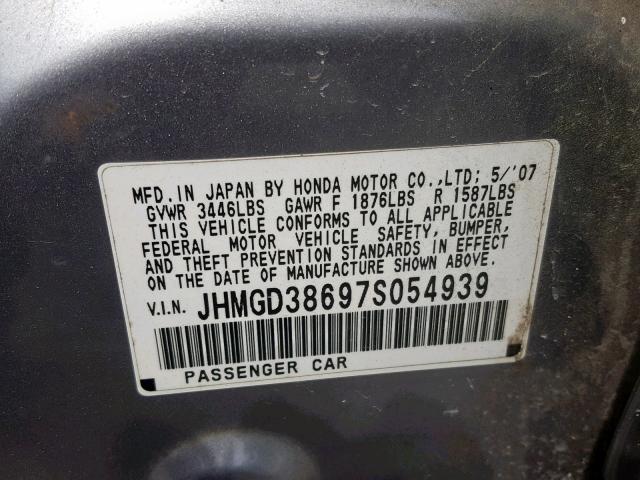 MFD. IN JAPAN BY HONDA MOTOR CO.,LTD; 5/'07
GVWR 3446LBS GAWR F 1876LBS R 1587LBS
THIS VEHICLE CONFORMS TO ALL APPLICABLE
FEDERAL MOTOR VEHICLE SAFETY, BUMPER,
AND THEFT PREVENTION STANDARDS IN EFFECT
ON THE DATE OF MANUFACTURE SHOWN ABOVE.
V.I.N. JHMGD38697S054939
PASSENGER CAR